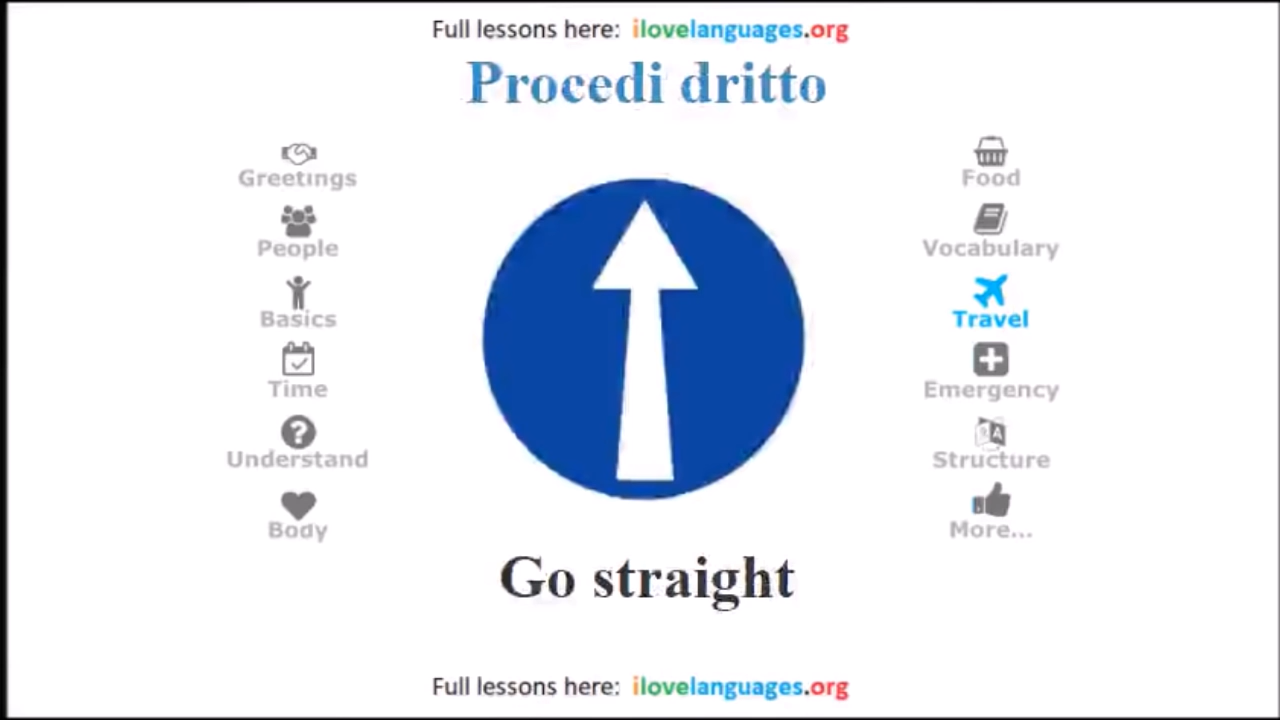 Full lessons here: ilovelanguages.org
Procedi dritto
Greetings
People
Basics
Time
Understand
Body
Food
Vocabulary
Travel
Emergency
Structure
More...
Go straight
Full lessons here: ilovelanguages.org